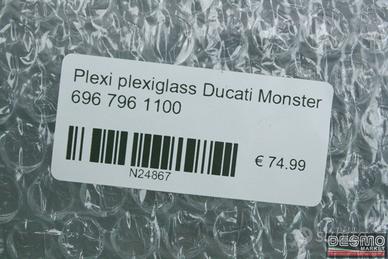 Plexi plexiglass Ducati Monster
696 796 1100
€ 74.99
N24867
DESMO
MARKET